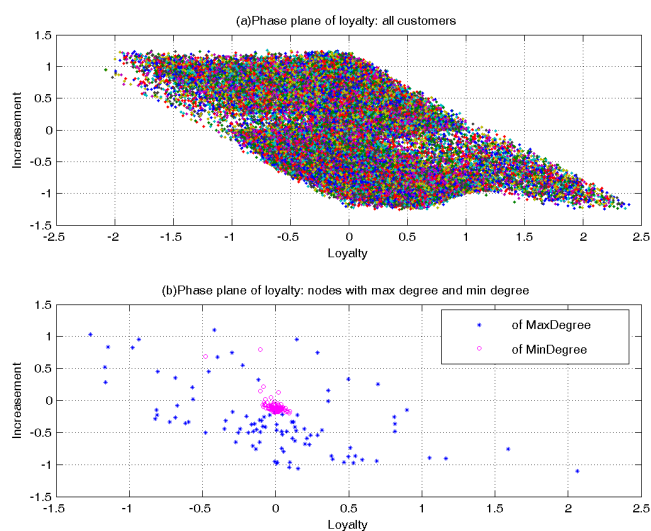 (a)Phase plane of loyalty: all customers
1.5
1
0.5
0
-0.5
-1
-1.5
Increasement
-2.5 -2 -1.5 -1 -0.5 0 0.5 1 1.5 2 2.5
Loyalty
(b)Phase plane of loyalty: nodes with max degree and min degree
1.5
1
0.5
0
-0.5
-1
-1.5
Increasement
of MaxDegree
of MinDegree
-1.5 -1 -0.5 0 0.5 1 1.5 2 2.5
Loyalty